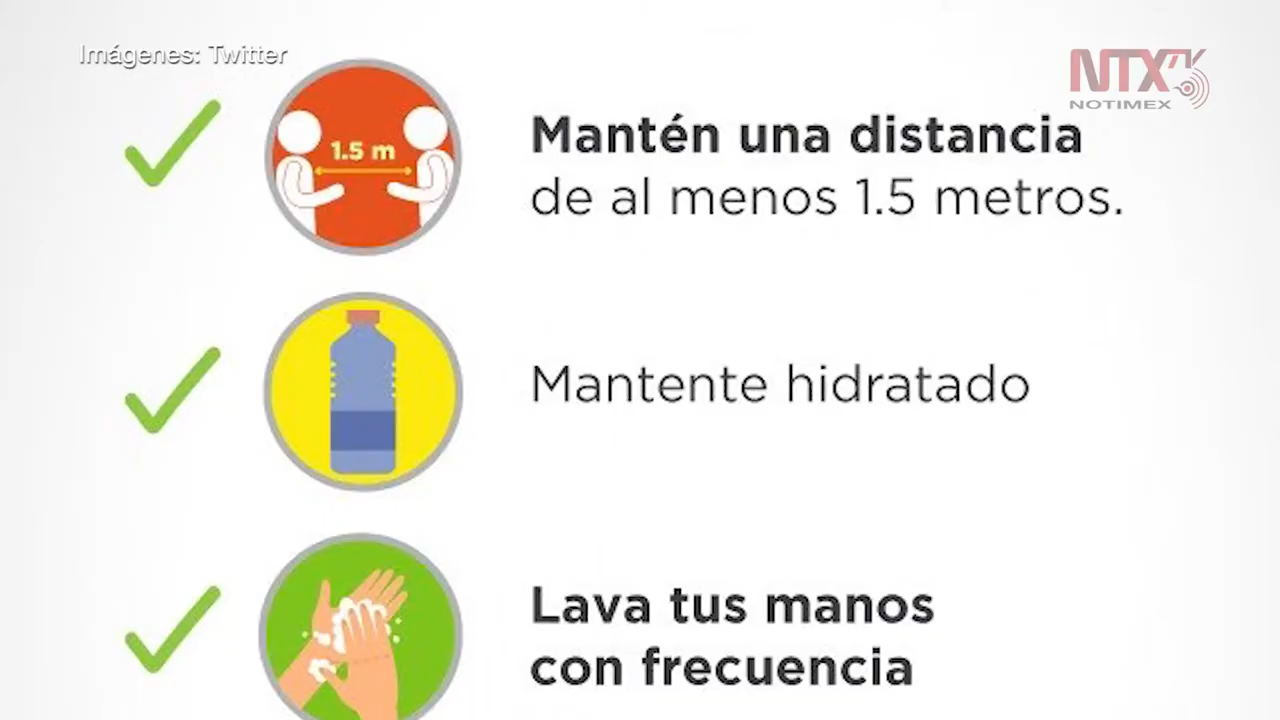 Imágenes: Twitter
NTX
NOTIMEX
1.5 m
Mantén una distancia
de al menos 1.5 metros.
Mantente hidratado
Lava tus manos
con frecuencia